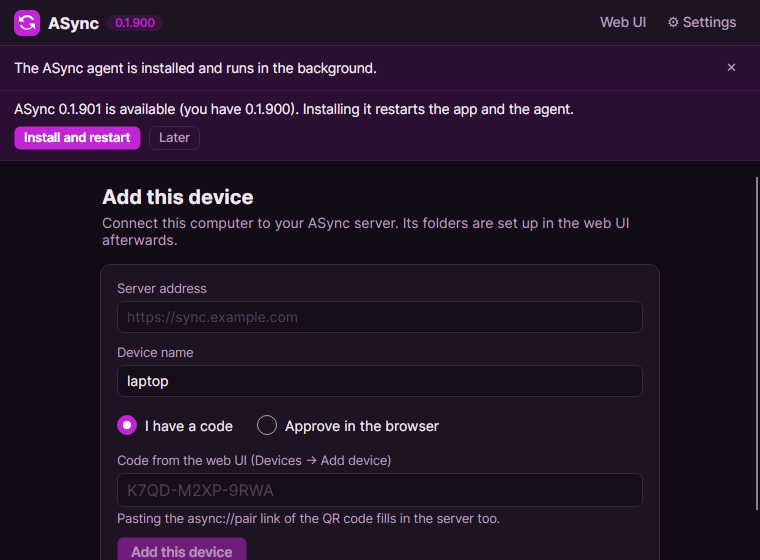 ASync 0.1.900 Web UI ⚙ Settings
The ASync agent is installed and runs in the background. ×
ASync 0.1.901 is available (you have 0.1.900). Installing it restarts the app and the agent.
Install and restart Later
Add this device
Connect this computer to your ASync server. Its folders are set up in the web UI
afterwards.
Server address
https://sync.example.com
Device name
laptop
I have a code Approve in the browser
Code from the web UI (Devices → Add device)
K7QD-M2XP-9RWA
Pasting the async://pair link of the QR code fills in the server too.
Add this device